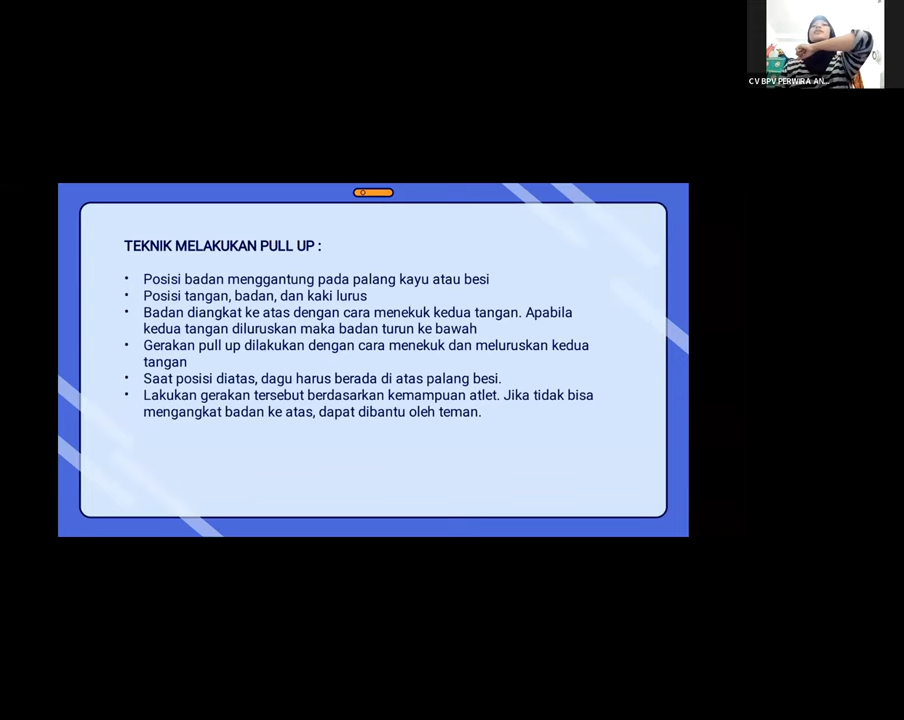 CV BPV PERWIRA AN...
TEKNIK MELAKUKAN PULL UP :
• Posisi badan menggantung pada palang kayu atau besi
• Posisi tangan, badan, dan kaki lurus
• Badan diangkat ke atas dengan cara menekuk kedua tangan. Apabila
kedua tangan diluruskan maka badan turun ke bawah
• Gerakan pull up dilakukan dengan cara menekuk dan meluruskan kedua
tangan
• Saat posisi diatas, dagu harus berada di atas palang besi.
• Lakukan gerakan tersebut berdasarkan kemampuan atlet. Jika tidak bisa
mengangkat badan ke atas, dapat dibantu oleh teman.